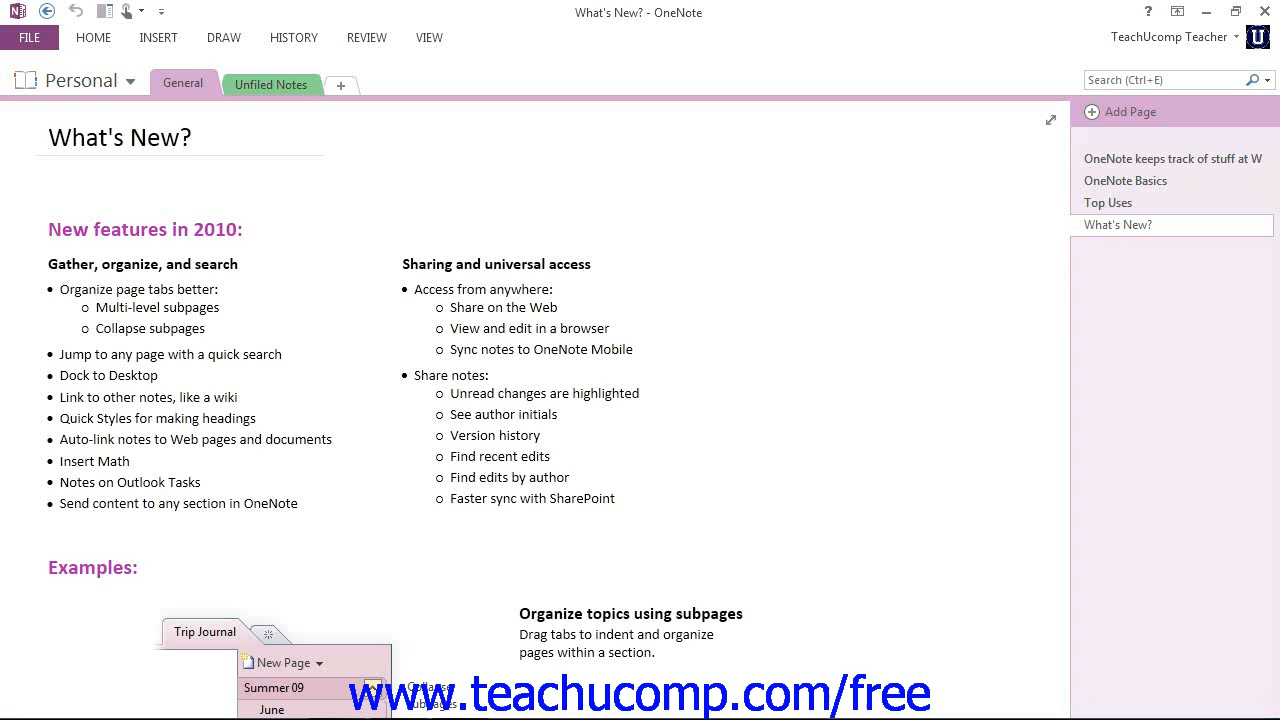 What's New? - OneNote
?
FILE HOME INSERT DRAW HISTORY REVIEW VIEW
TeachUcomp Teacher
U
Personal
General
Unfiled Notes
+
Search (Ctrl+E)
Add Page
OneNote keeps track of stuff at W
OneNote Basics
Top Uses
What's New?
What's New?
New features in 2010:
Gather, organize, and search
• Organize page tabs better:
o Multi-level subpages
o Collapse subpages
• Jump to any page with a quick search
• Dock to Desktop
• Link to other notes, like a wiki
• Quick Styles for making headings
• Auto-link notes to Web pages and documents
• Insert Math
• Notes on Outlook Tasks
• Send content to any section in OneNote
Sharing and universal access
• Access from anywhere:
o Share on the Web
o View and edit in a browser
o Sync notes to OneNote Mobile
• Share notes:
o Unread changes are highlighted
o See author initials
o Version history
o Find recent edits
o Find edits by author
o Faster sync with SharePoint
Examples:
Trip Journal
New Page
Summer 09
June
Organize topics using subpages
Drag tabs to indent and organize
pages within a section.
www.teachucomp.com/free